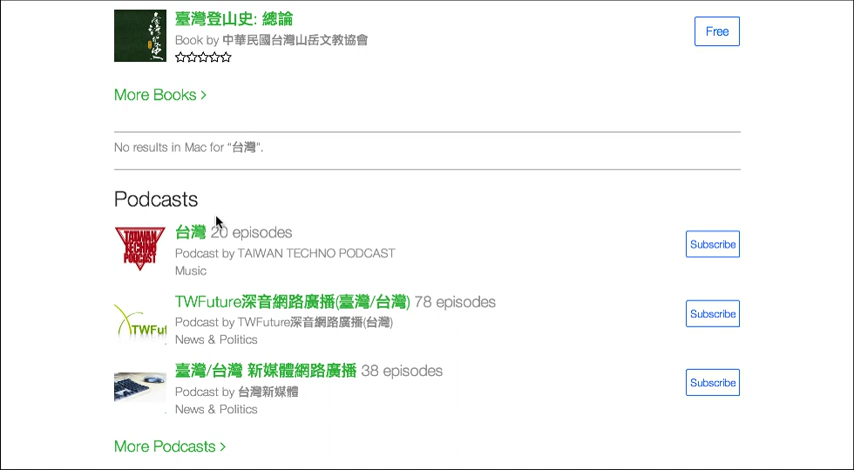 臺灣登山史: 總論
Free
Book by 中華民國台灣山岳文教協會
More Books >
No results in Mac for "台灣".
Podcasts
台灣 20 episodes
Podcast by TAIWAN TECHNO PODCAST
Music
Subscribe
TAIWAN
TECHNO
PODCAST
TWFuture深音網路廣播(臺灣/台灣) 78 episodes
Podcast by TWFuture深音網路廣播(台灣)
News & Politics
Subscribe
TWFut
臺灣/台灣 新媒體網路廣播 38 episodes
Podcast by 台灣新媒體
News & Politics
Subscribe
More Podcasts >